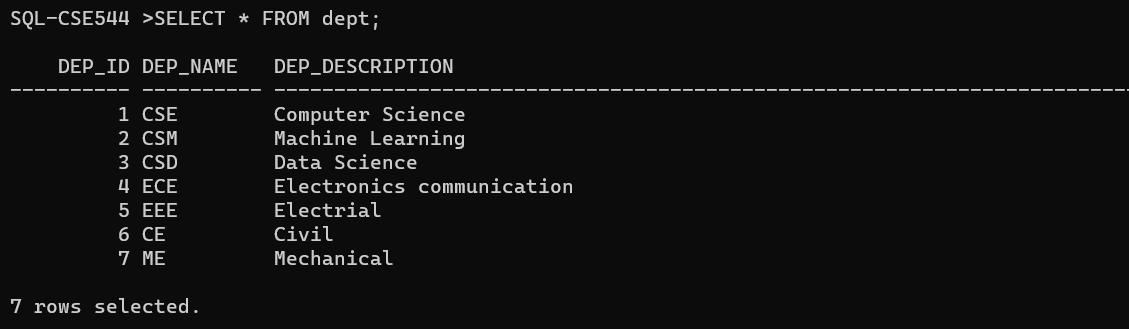 SQL-CSE544 >SELECT * FROM dept;
    DEP_ID DEP_NAME   DEP_DESCRIPTION
---------- ---------- ------------------------------------------------------------------------
         1 CSE        Computer Science
         2 CSM        Machine Learning
         3 CSD        Data Science
         4 ECE        Electronics communication
         5 EEE        Electrial
         6 CE         Civil
         7 ME         Mechanical
7 rows selected.